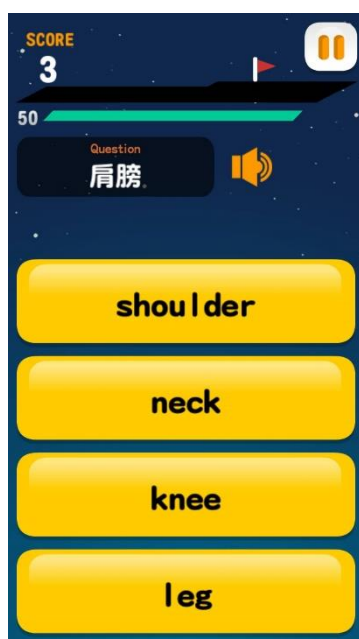 SCORE
3
50
Question
肩膀
shoulder
neck
knee
leg